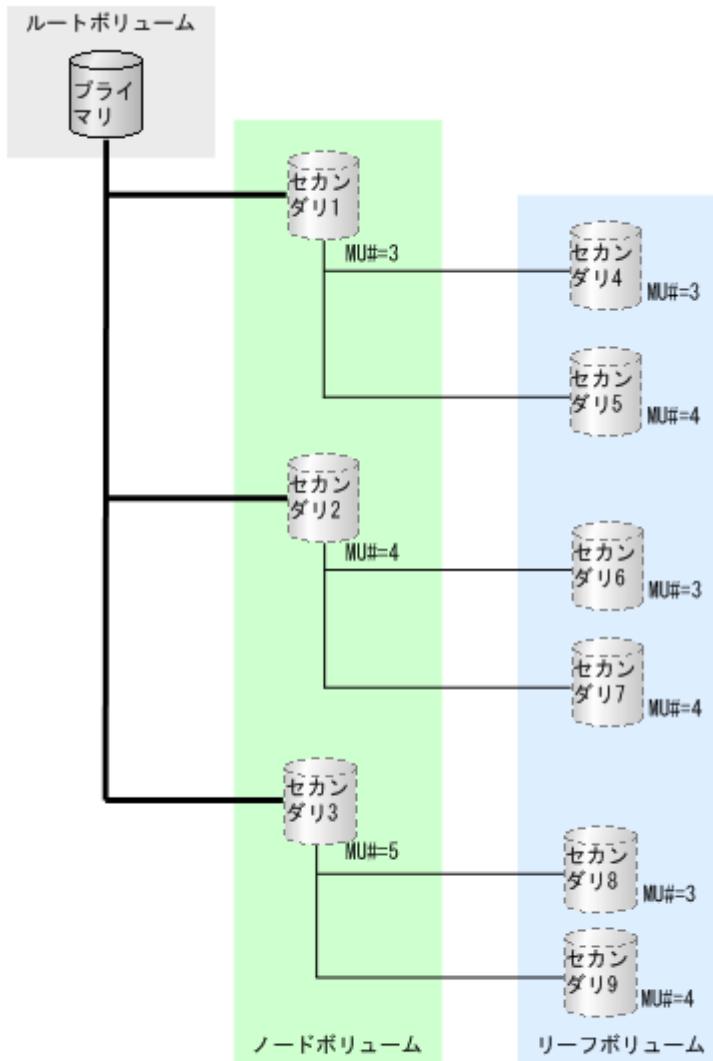 ルートボリューム
プライ
マリ
セカン
ダリ1
MU#=3
セカン
ダリ4
MU#=3
セカン
ダリ5
MU#=4
セカン
ダリ2
MU#=4
セカン
ダリ6
MU#=3
セカン
ダリ7
MU#=4
セカン
ダリ3
MU#=5
セカン
ダリ8
MU#=3
セカン
ダリ9
MU#=4
ノードボリューム
リーフボリューム